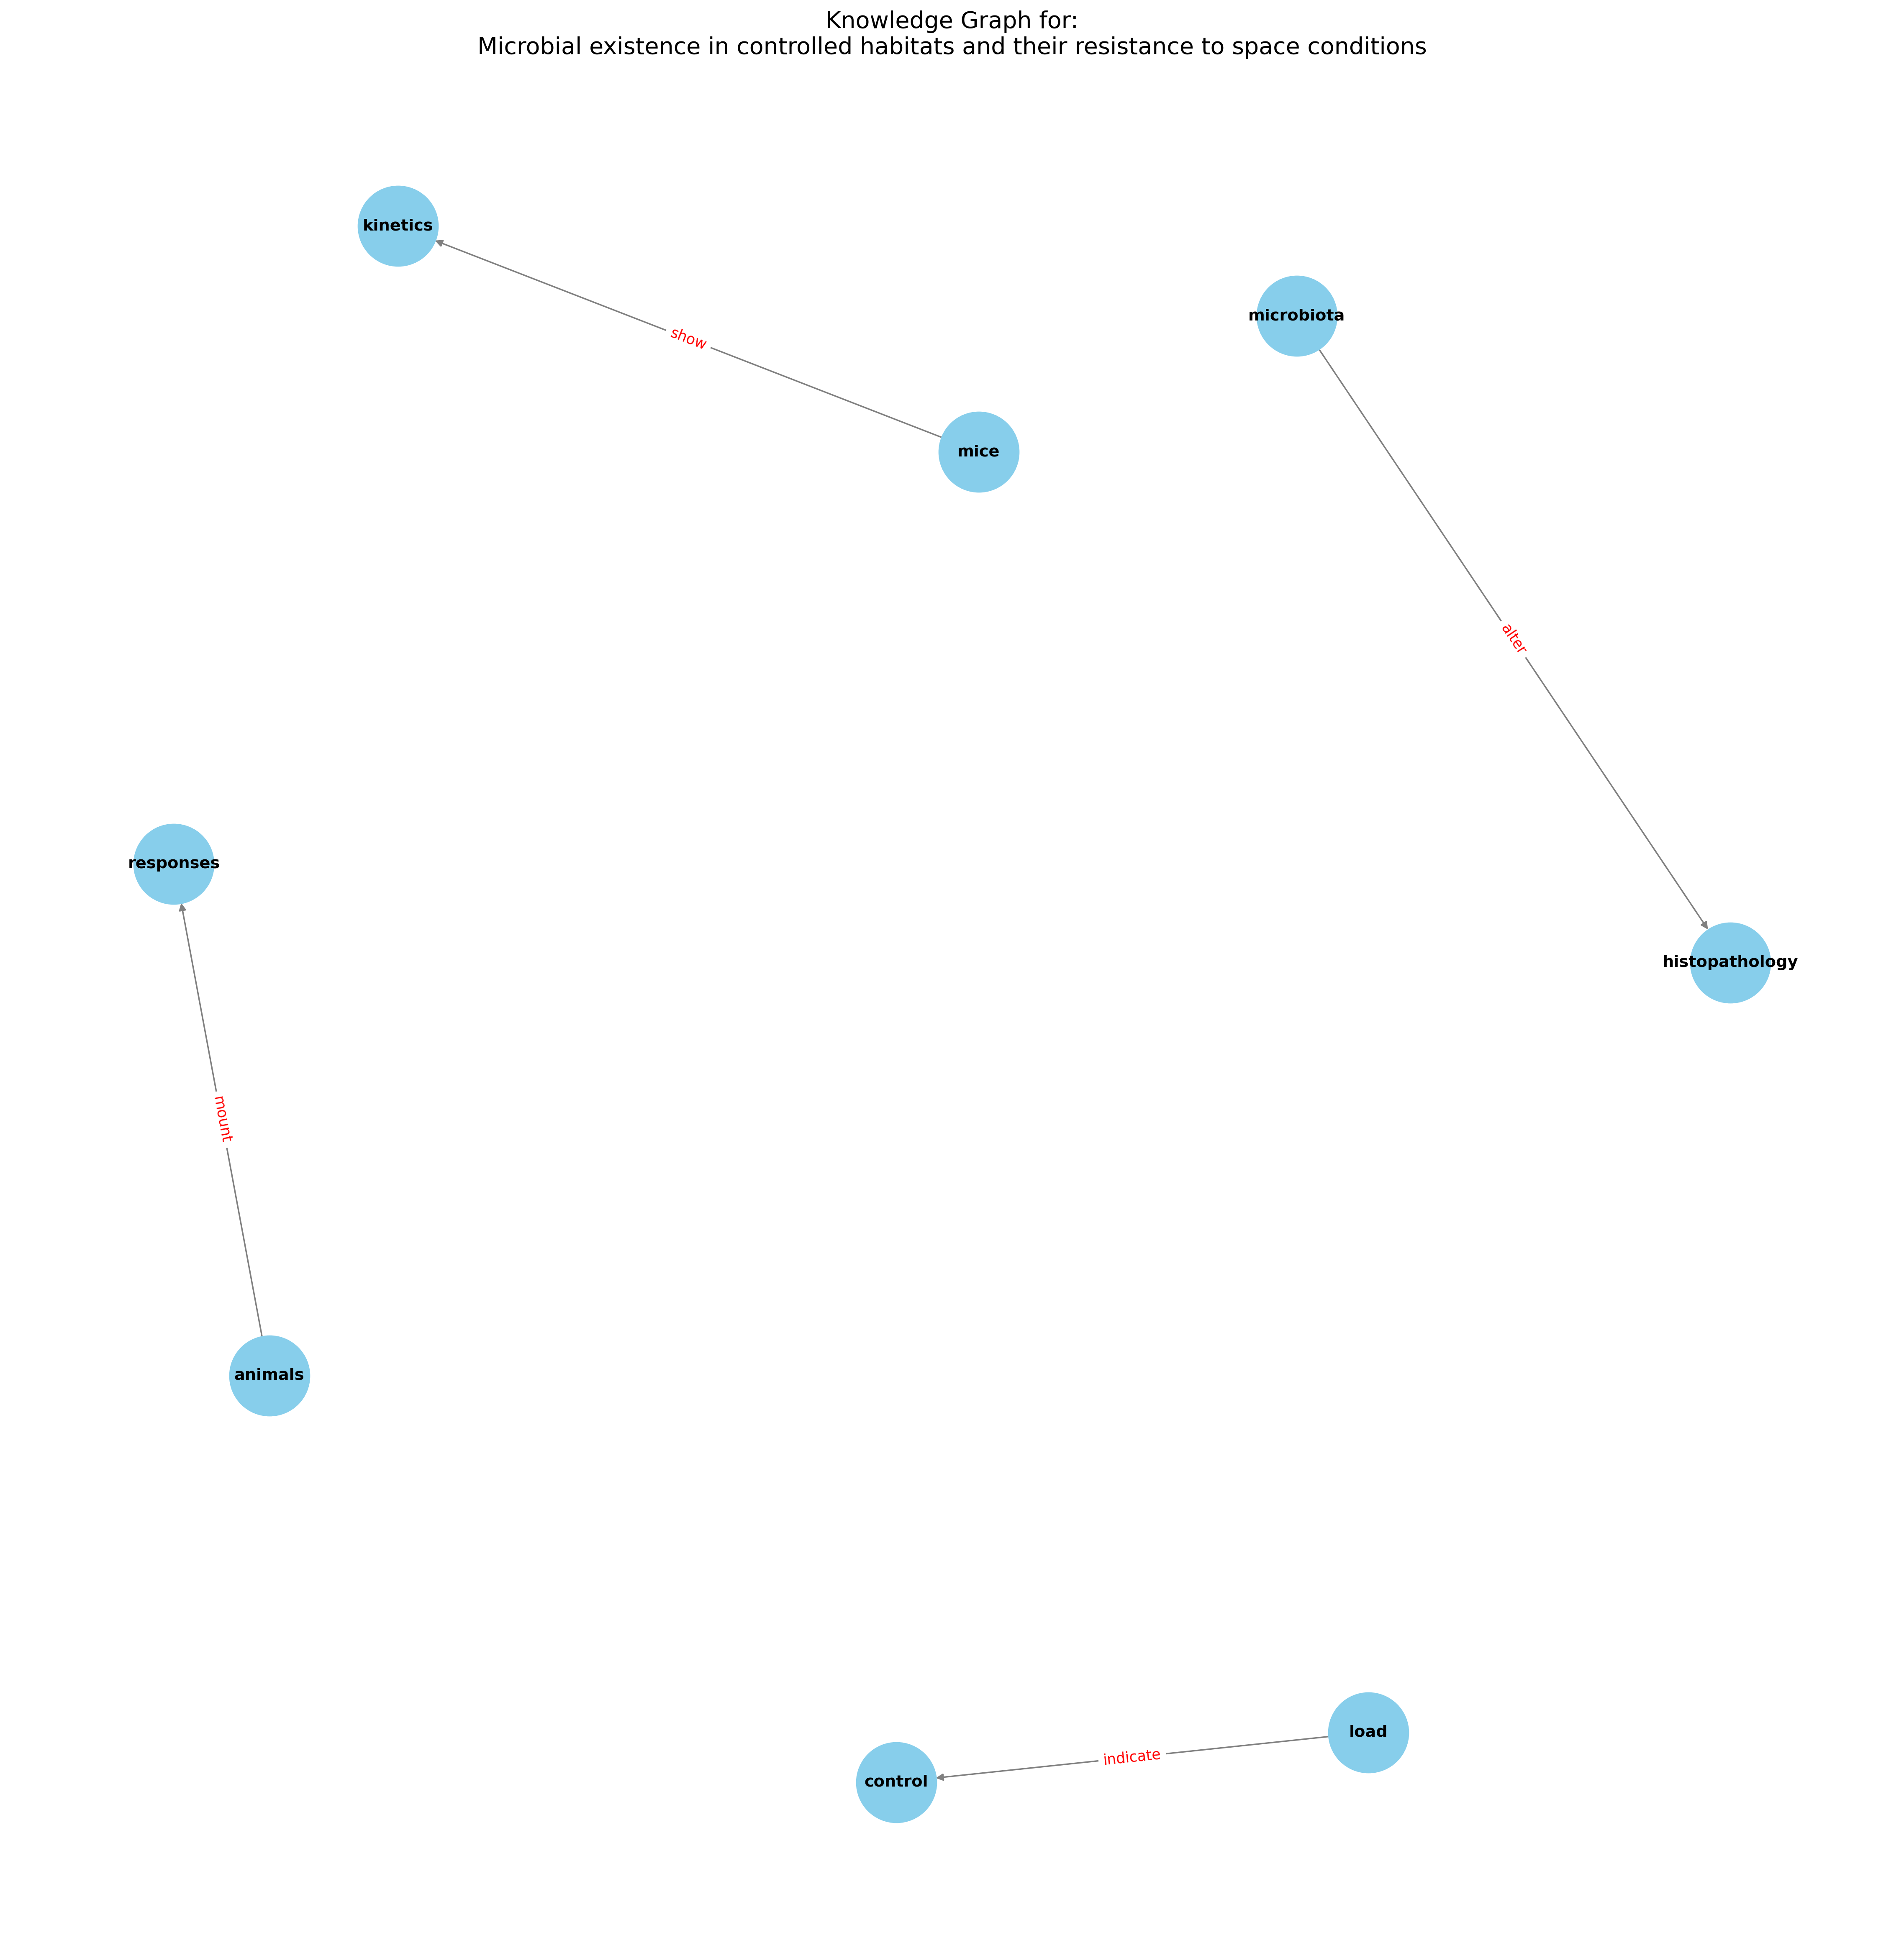 Knowledge Graph for:
Microbial existence in controlled habitats and their resistance to space conditions
kinetics
microbiota
show
mice
alter
responses
histopathology
mount
animals
load
indicate
control